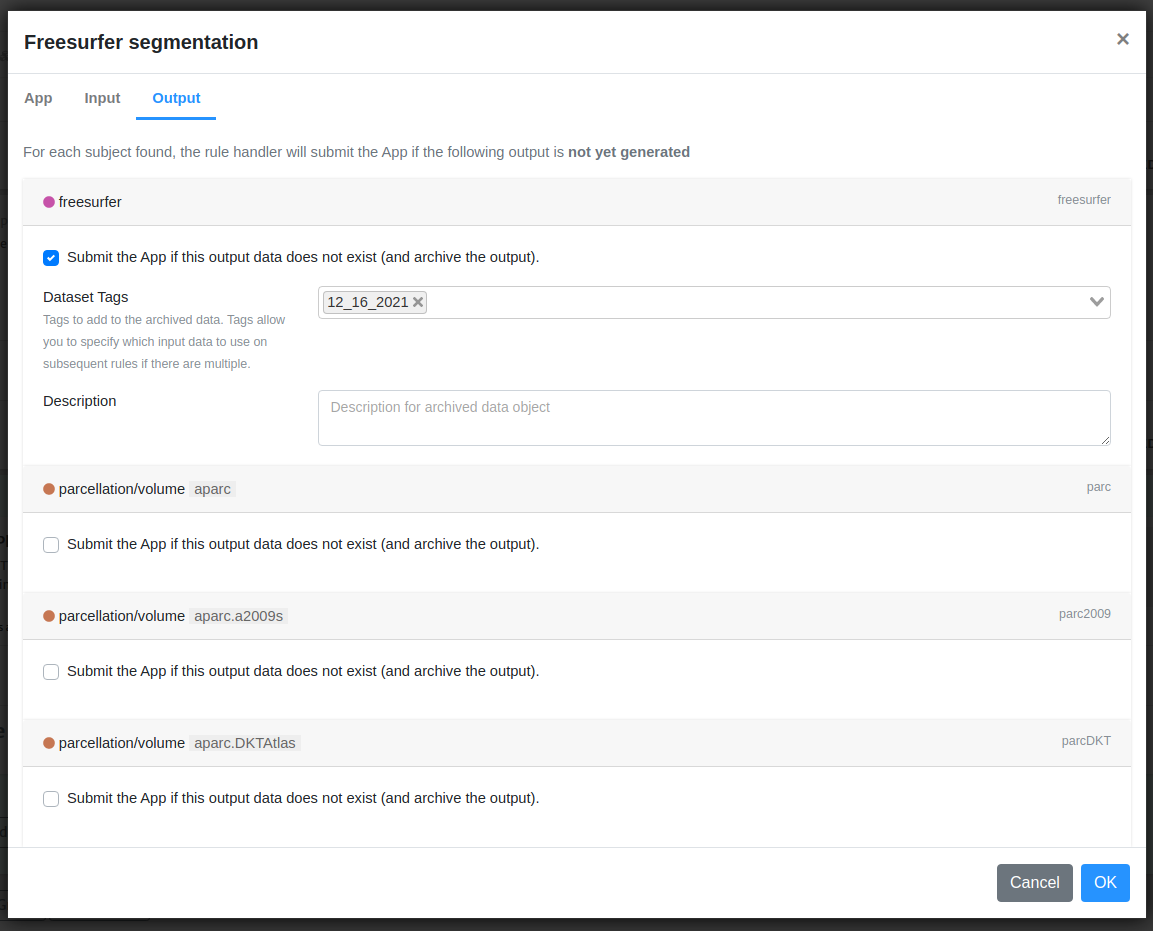 Freesurfer segmentation
×
App Input Output
For each subject found, the rule handler will submit the App if the following output is not yet generated
freesurfer freesurfer
Submit the App if this output data does not exist (and archive the output).
Dataset Tags 12_16_2021
Tags to add to the archived data. Tags allow
you to specify which input data to use on
subsequent rules if there are multiple.
Description Description for archived data object
parcellation/volume aparc parc
Submit the App if this output data does not exist (and archive the output).
parcellation/volume aparc.a2009s parc2009
Submit the App if this output data does not exist (and archive the output).
parcellation/volume aparc.DKTAtlas parcDKT
Submit the App if this output data does not exist (and archive the output).
Cancel OK